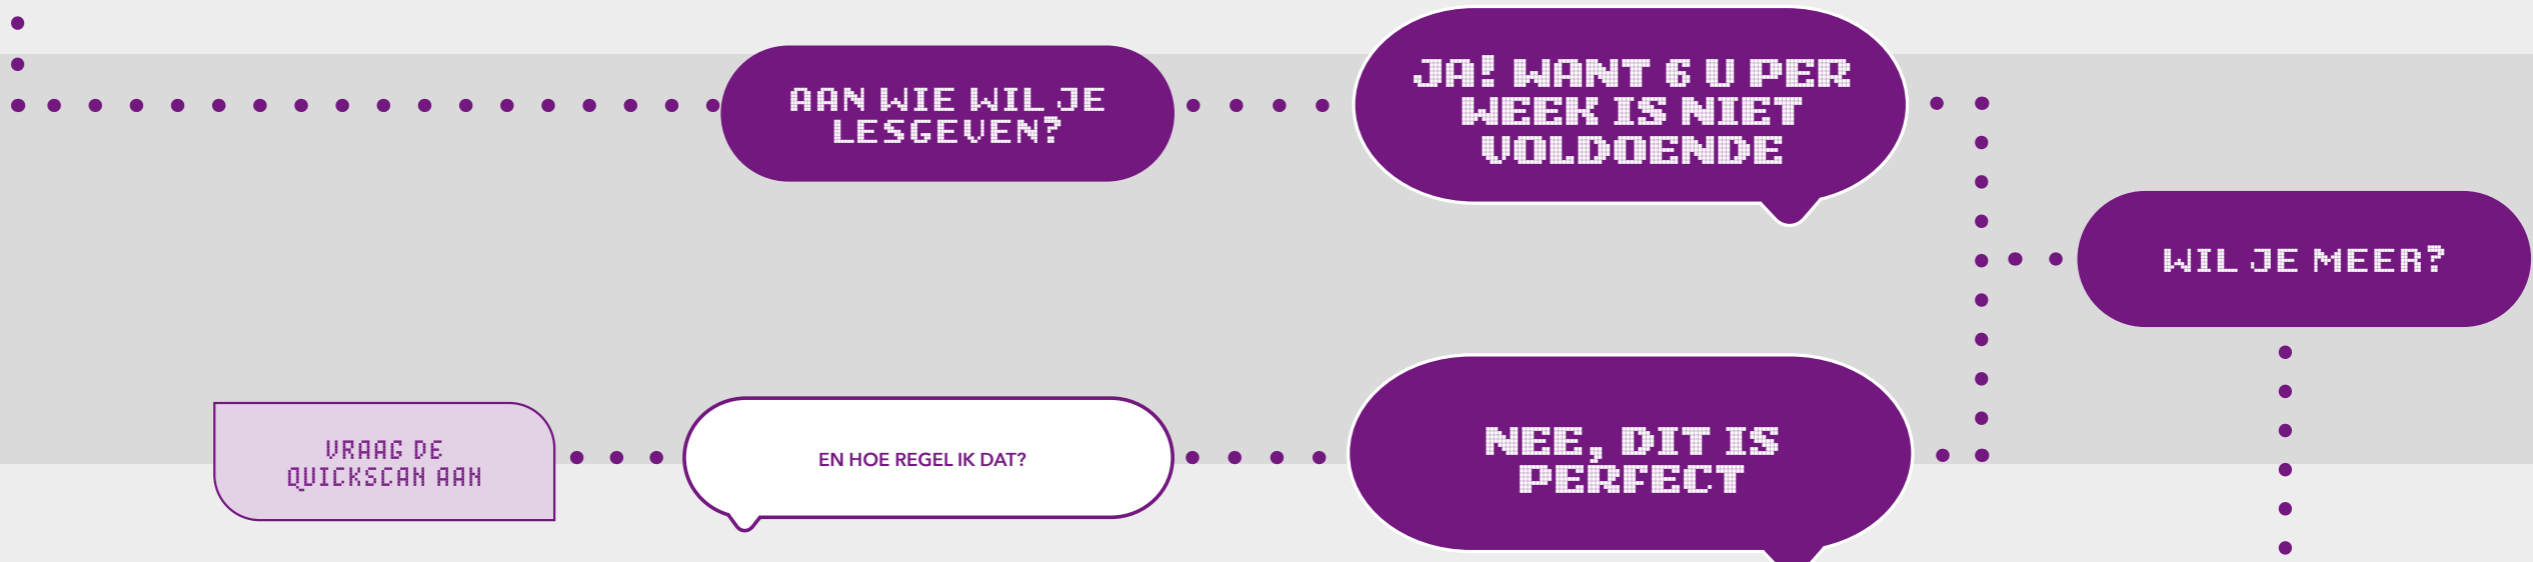 AAN WIE WIL JE
LESGEVEN?
JA! WANT 6 U PER
WEEK IS NIET
VOLDOENDE
WIL JE MEER?
VRAAG DE
QUICKSCAN AAN
EN HOE REGEL IK DAT?
NEE, DIT IS
PERFECT